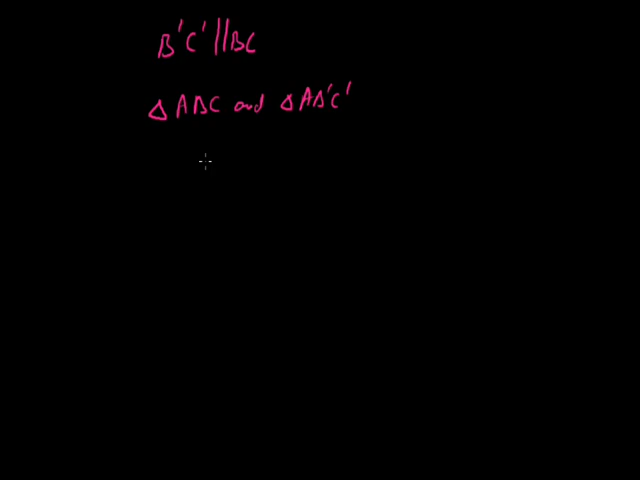 B'C' || BC
Δ ABC and Δ AB'C'